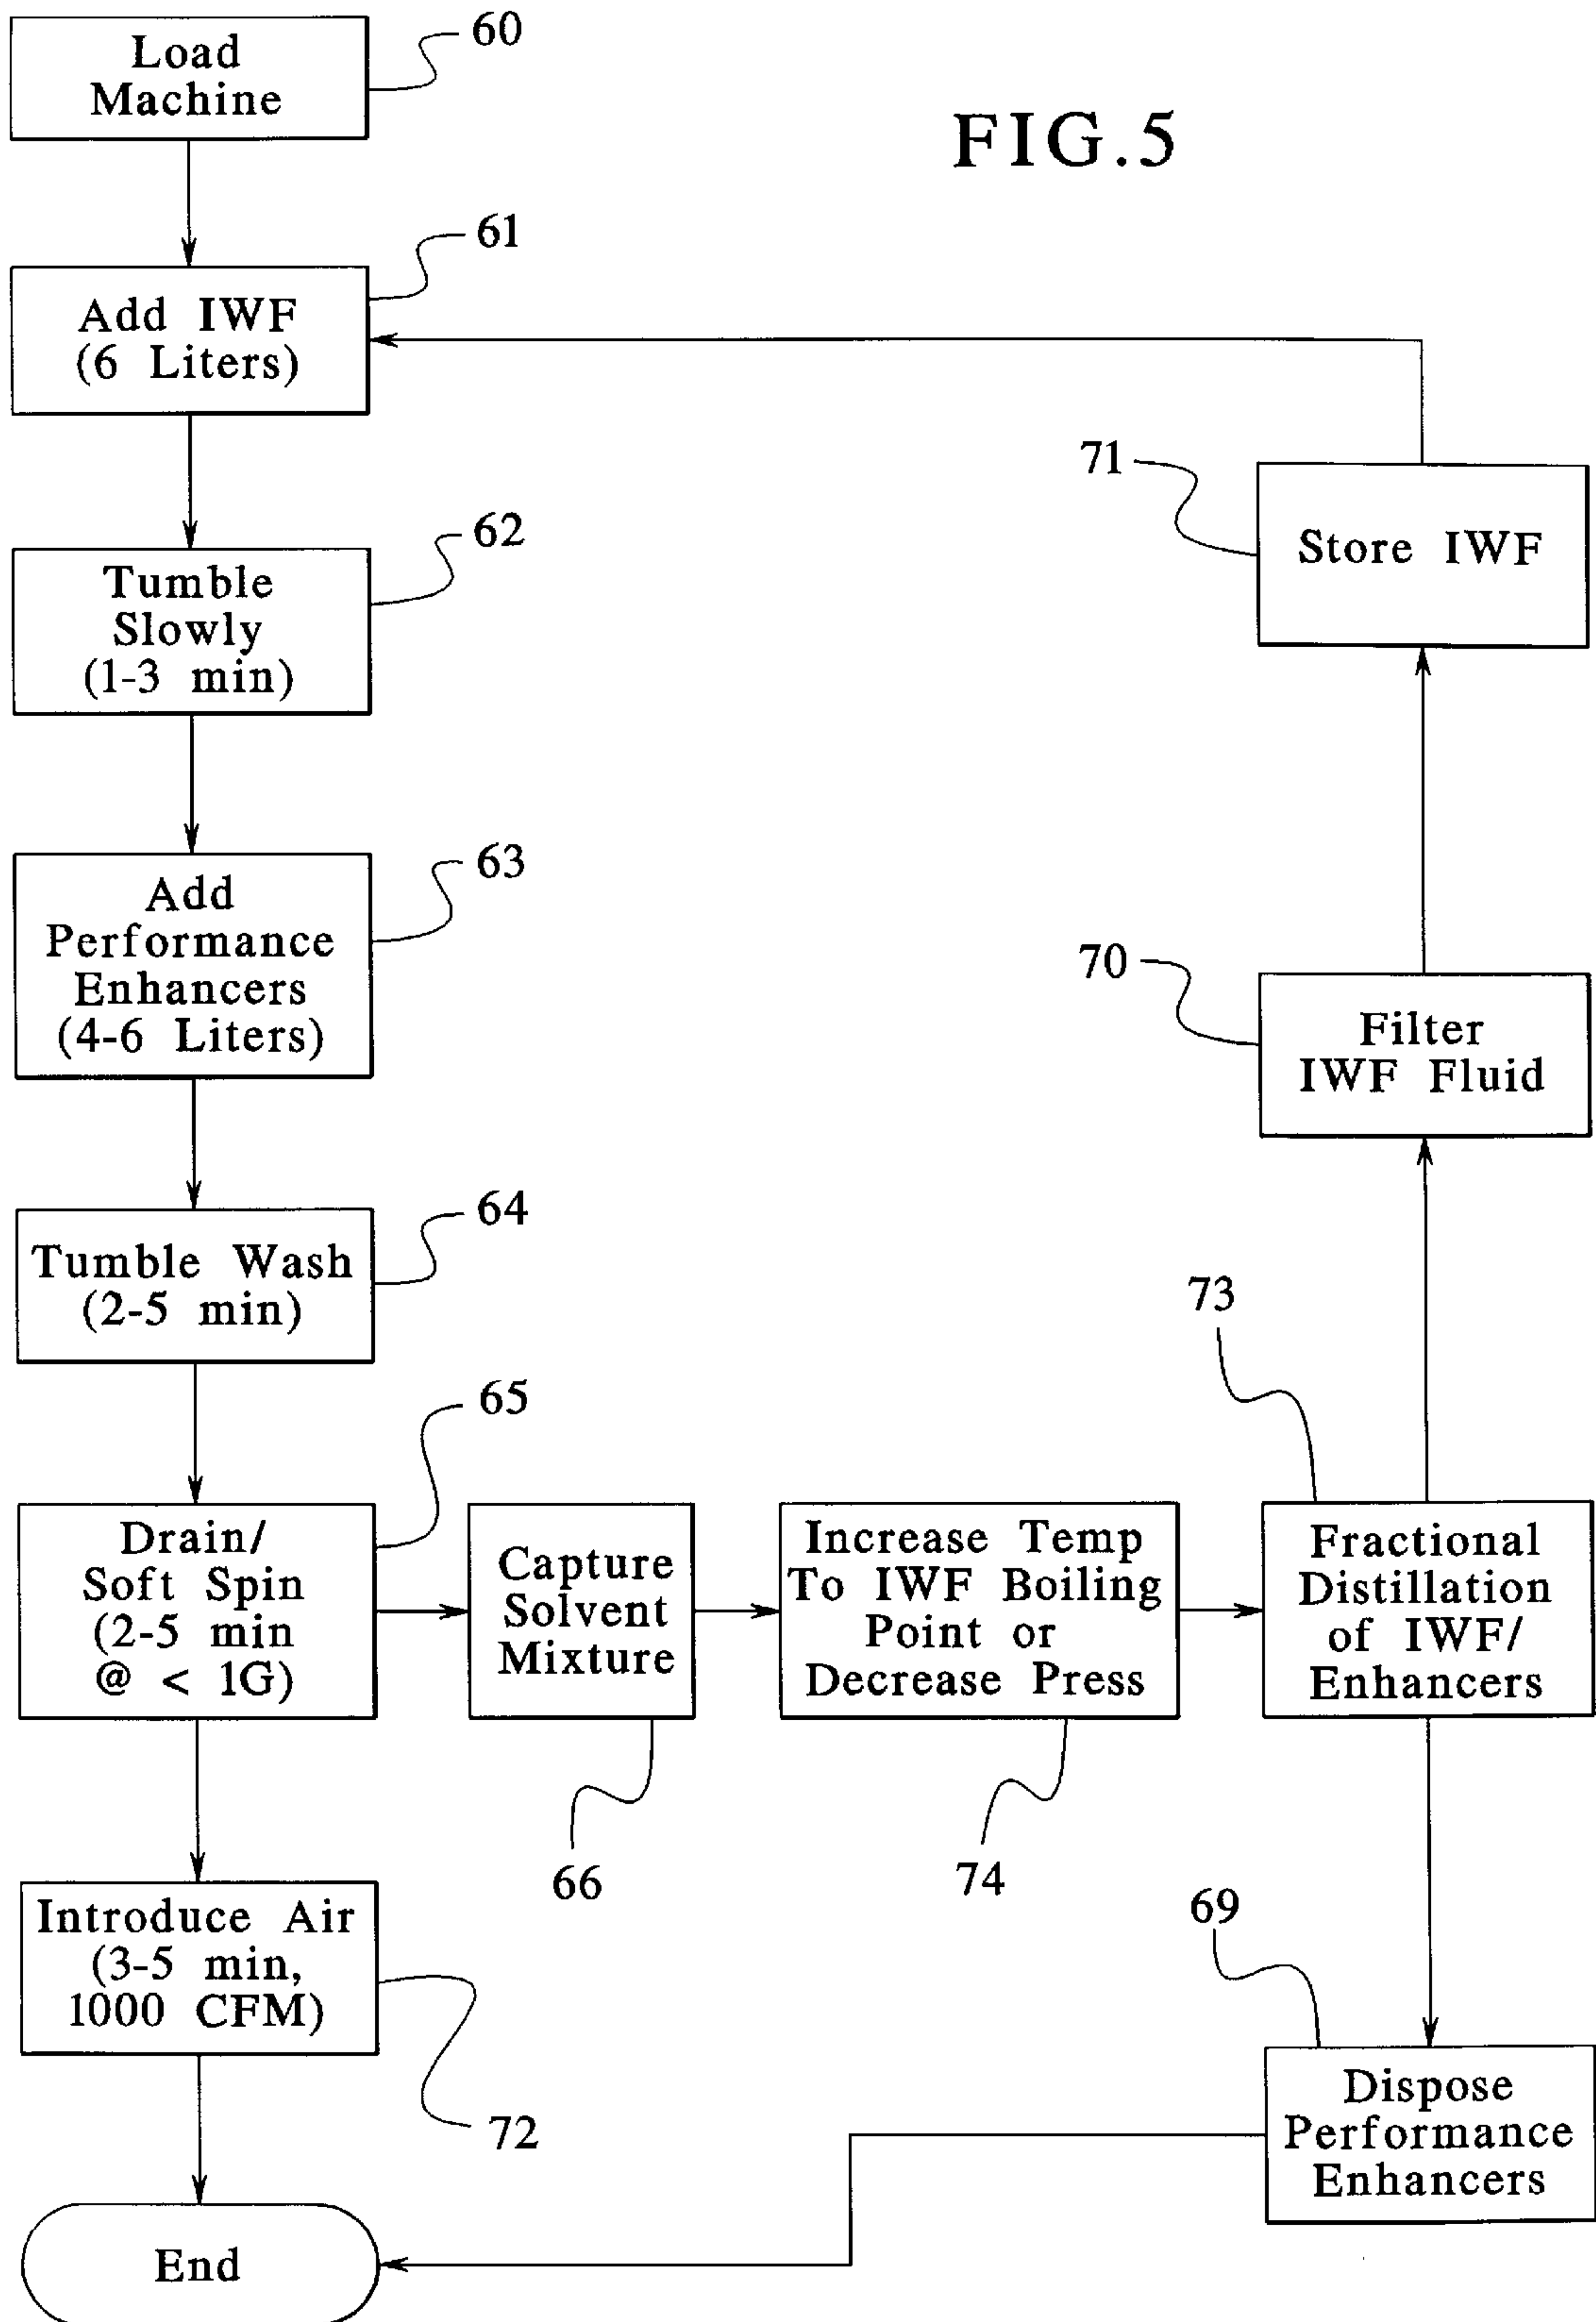 FIG.5
Load
Machine
60
Add IWF
(6 Liters)
61
Tumble
Slowly
(1-3 min)
62
Add
Performance
Enhancers
(4-6 Liters)
63
Tumble Wash
(2-5 min)
64
Drain/
Soft Spin
(2-5 min
@ < 1G)
65
Capture
Solvent
Mixture
66
Increase Temp
To IWF Boiling
Point or
Decrease Press
74
Fractional
Distillation
of IWF/
Enhancers
73
Filter
IWF Fluid
70
Store IWF
71
Introduce Air
(3-5 min,
1000 CFM)
72
Dispose
Performance
Enhancers
69
End